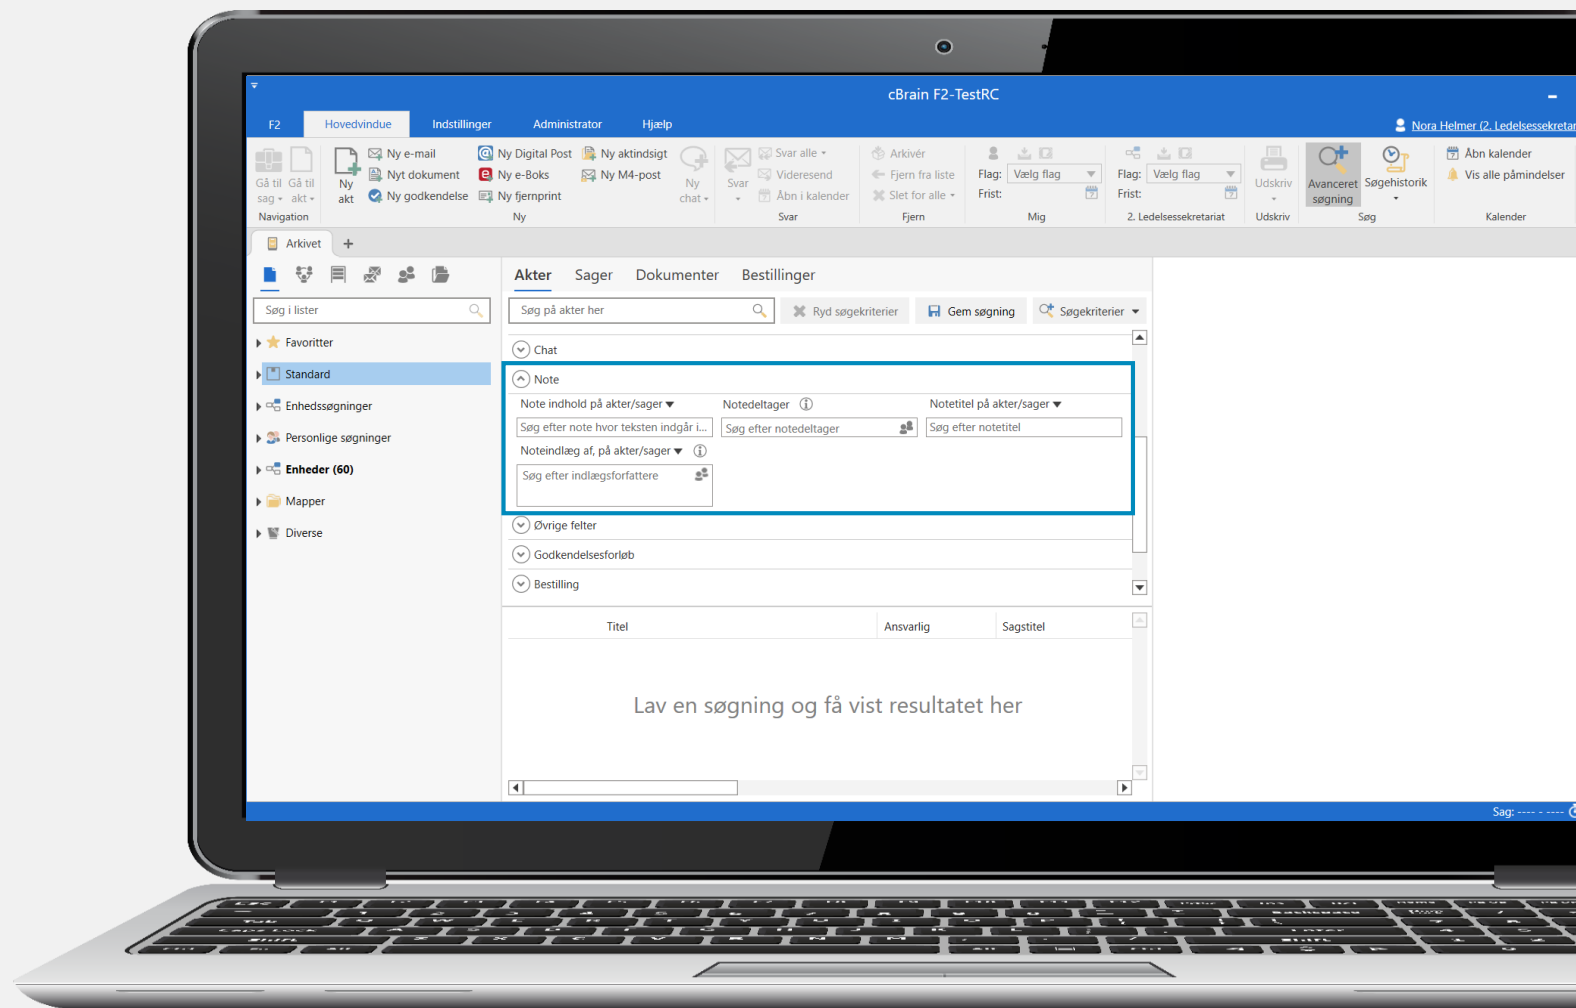 cBrain F2-TestRC
F2 Hovedvindue Indstillinger Administrator Hjælp
Nora Helmer (2. Ledelsessekretar
Gå til sag
Gå til akt
Navigation
Ny akt
Ny e-mail
Nyt dokument
Ny godkendelse
Ny Digital Post
Ny e-Boks
Ny fjernprint
Ny aktindsigt
Ny M4-post
Ny chat
Ny
Svar
Svar alle
Videresend
Åbn i kalender
Svar
Arkivér
Fjern fra liste
Slet for alle
Fjern
Flag: Vælg flag
Frist:
Mig
Flag: Vælg flag
Frist:
2. Ledelsessekretariat
Udskriv
Udskriv
Avanceret søgning
Søgehistorik
Søg
Åbn kalender
Vis alle påmindelser
Kalender
Arkivet +
Søg i lister
Favoritter
Standard
Enhedssøgninger
Personlige søgninger
Enheder (60)
Mapper
Diverse
Akter Sager Dokumenter Bestillinger
Søg på akter her
Ryd søgekriterier
Gem søgning
Søgekriterier
Chat
Note
Note indhold på akter/sager
Notedeltager
Notetitel på akter/sager
Søg efter note hvor teksten indgår i...
Søg efter notedeltager
Søg efter notetitel
Noteindlæg af, på akter/sager
Søg efter indlægsforfattere
Øvrige felter
Godkendelsesforløb
Bestilling
Titel Ansvarlig Sagstitel
Lav en søgning og få vist resultatet her
Sag: ---- - ----